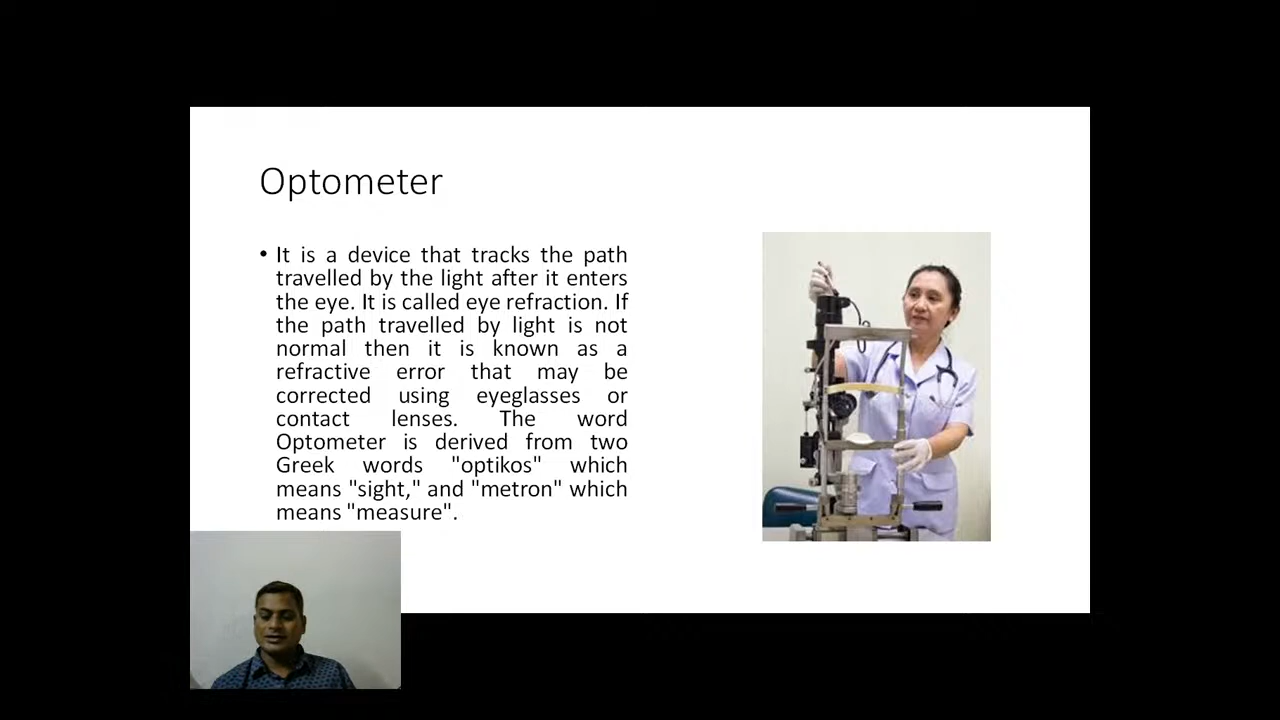 Optometer
• It is a device that tracks the path
travelled by the light after it enters
the eye. It is called eye refraction. If
the path travelled by light is not
normal then it is known as a
refractive error that may be
corrected using eyeglasses or
contact lenses. The word
Optometer is derived from two
Greek words "optikos" which
means "sight," and "metron" which
means "measure".